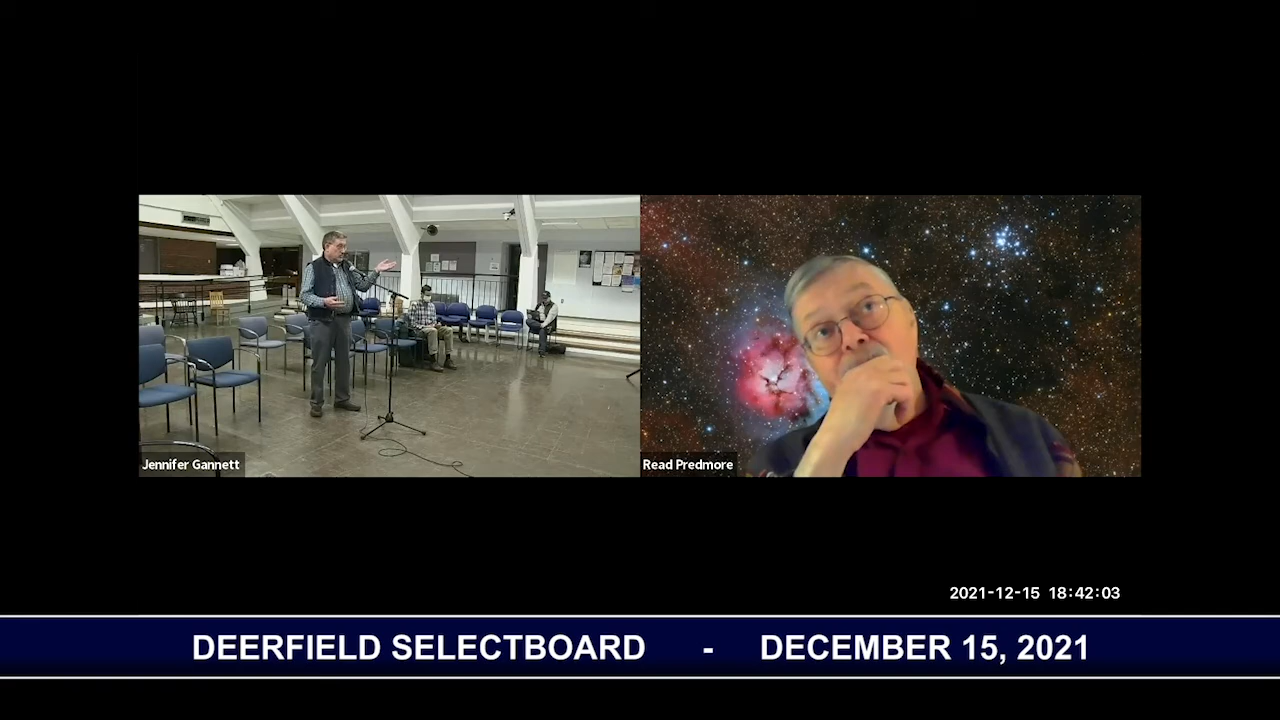 Jennifer Gannett
Read Predmore
2021-12-15 18:42:03
DEERFIELD SELECTBOARD - DECEMBER 15, 2021